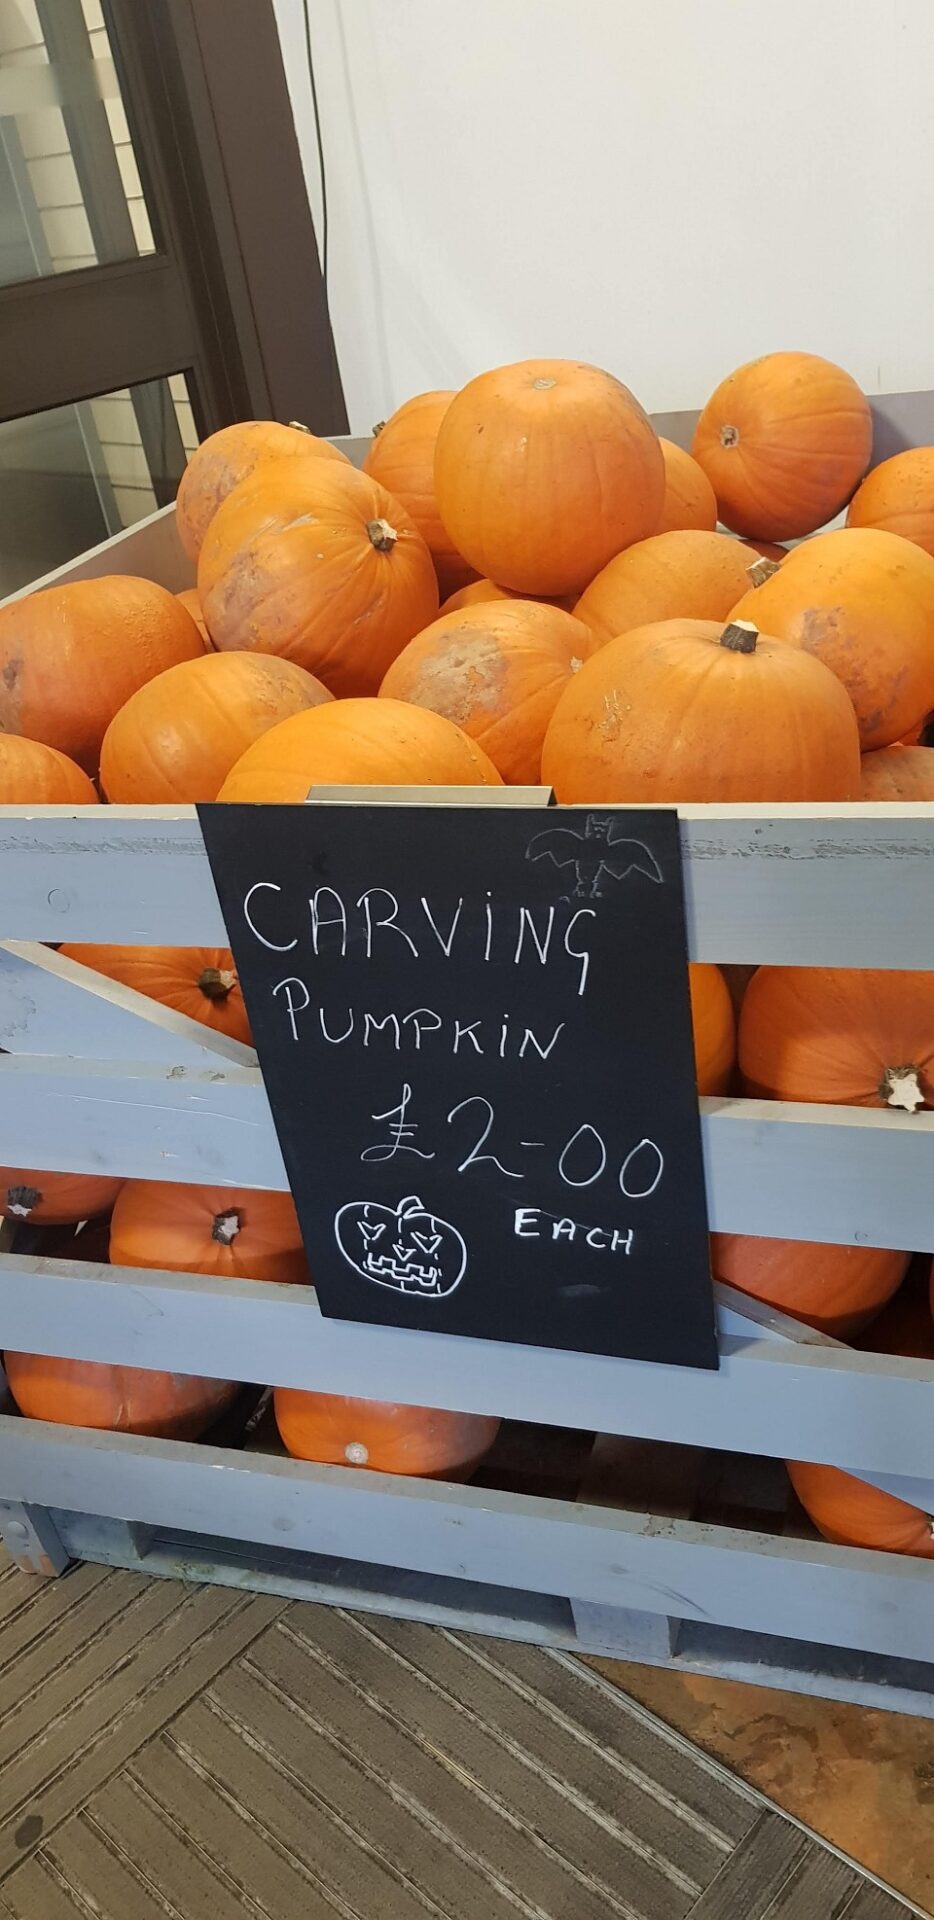 CARViNG
PUMPKiN
£2-00
EACH